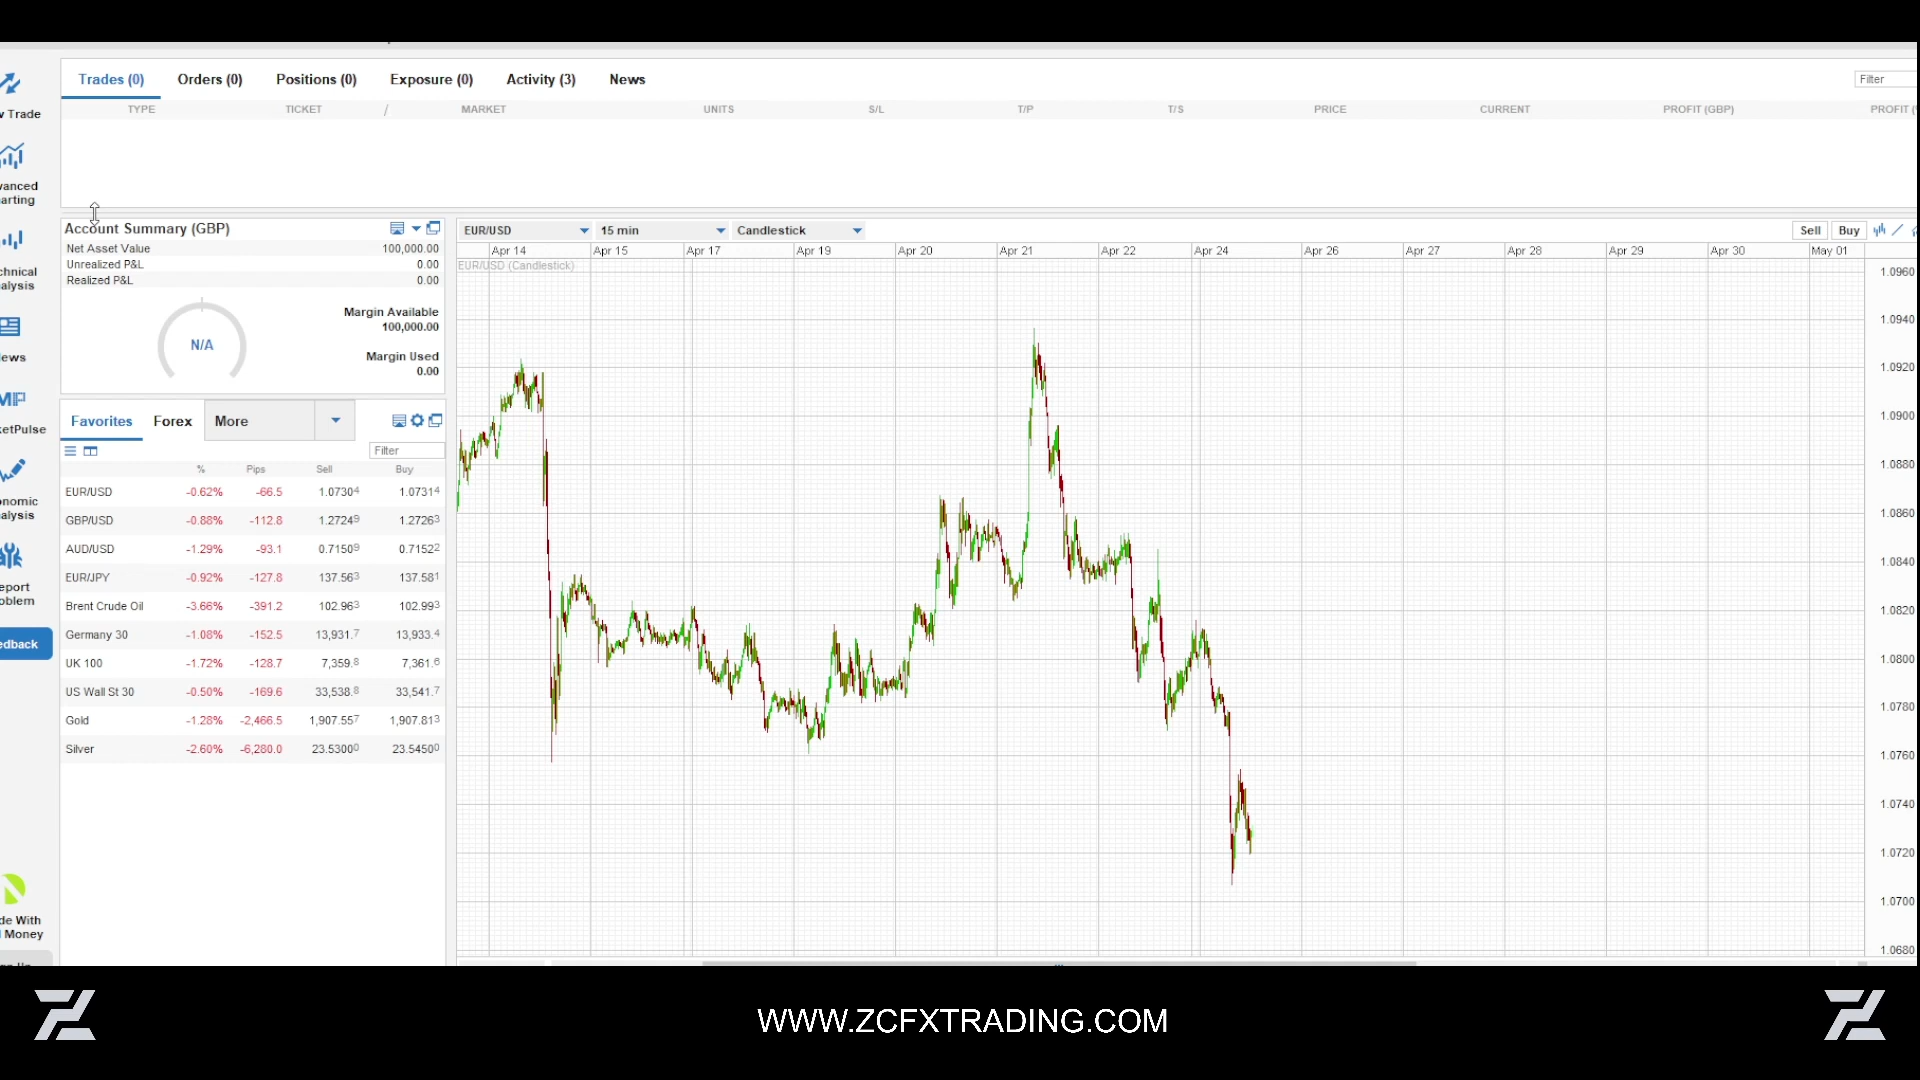 Trades (0) Orders (0) Positions (0) Exposure (0) Activity (3) News Filter
TYPE TICKET / MARKET UNITS S/L T/P T/S PRICE CURRENT PROFIT (GBP) PROFIT (
v Trade
vanced
arting
chnical
alysis
ews
MP
ketPulse
nomic
alysis
eport
oblem
edback
de With
l Money
Account Summary (GBP)
Net Asset Value 100,000.00
Unrealized P&L 0.00
Realized P&L 0.00
N/A
Margin Available
100,000.00
Margin Used
0.00
Favorites Forex More
Filter
% Pips Sell Buy
EUR/USD -0.62% -66.5 1.07304 1.07314
GBP/USD -0.88% -112.8 1.27249 1.27263
AUD/USD -1.29% -93.1 0.71509 0.71522
EUR/JPY -0.92% -127.8 137.563 137.581
Brent Crude Oil -3.66% -391.2 102.963 102.993
Germany 30 -1.08% -152.5 13,931.7 13,933.4
UK 100 -1.72% -128.7 7,359.8 7,361.6
US Wall St 30 -0.50% -169.6 33,538.8 33,541.7
Gold -1.28% -2,466.5 1,907.557 1,907.813
Silver -2.60% -6,280.0 23.53000 23.54500
EUR/USD 15 min Candlestick Sell Buy
Apr 14 Apr 15 Apr 17 Apr 19 Apr 20 Apr 21 Apr 22 Apr 24 Apr 26 Apr 27 Apr 28 Apr 29 Apr 30 May 01
EUR/USD (Candlestick)
1.0960
1.0940
1.0920
1.0900
1.0880
1.0860
1.0840
1.0820
1.0800
1.0780
1.0760
1.0740
1.0720
1.0700
1.0680
WWW.ZCFXTRADING.COM